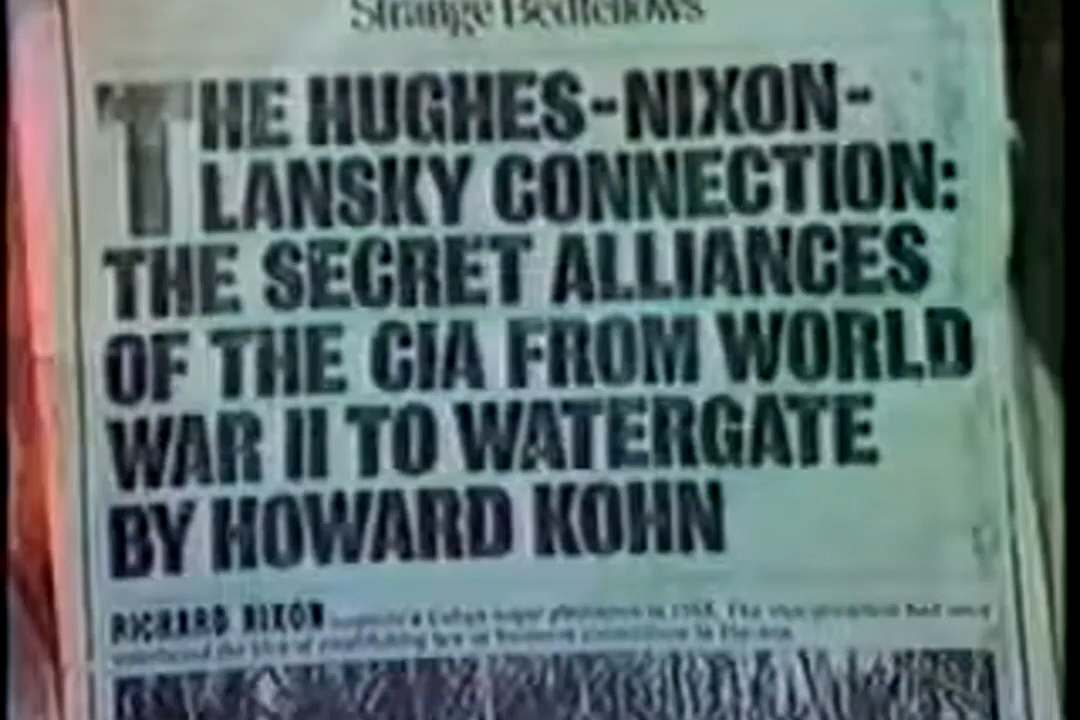 Strange Bedfellows
THE HUGHES-NIXON-
LANSKY CONNECTION:
THE SECRET ALLIANCES
OF THE CIA FROM WORLD
WAR II TO WATERGATE
BY HOWARD KOHN
RICHARD NIXON